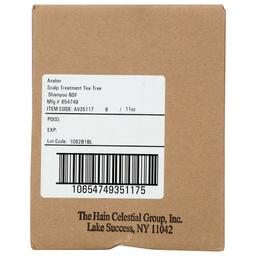 Avalon
Scalp Treatment Tea Tree
Shampoo NSF
Mfg # 654749
ITEM CODE: AV35117 6 / 11oz
PO(S):
EXP:
Lot Code: 1092B1BL
10654749351175
The Hain Celestial Group, Inc.
Lake Success, NY 11042